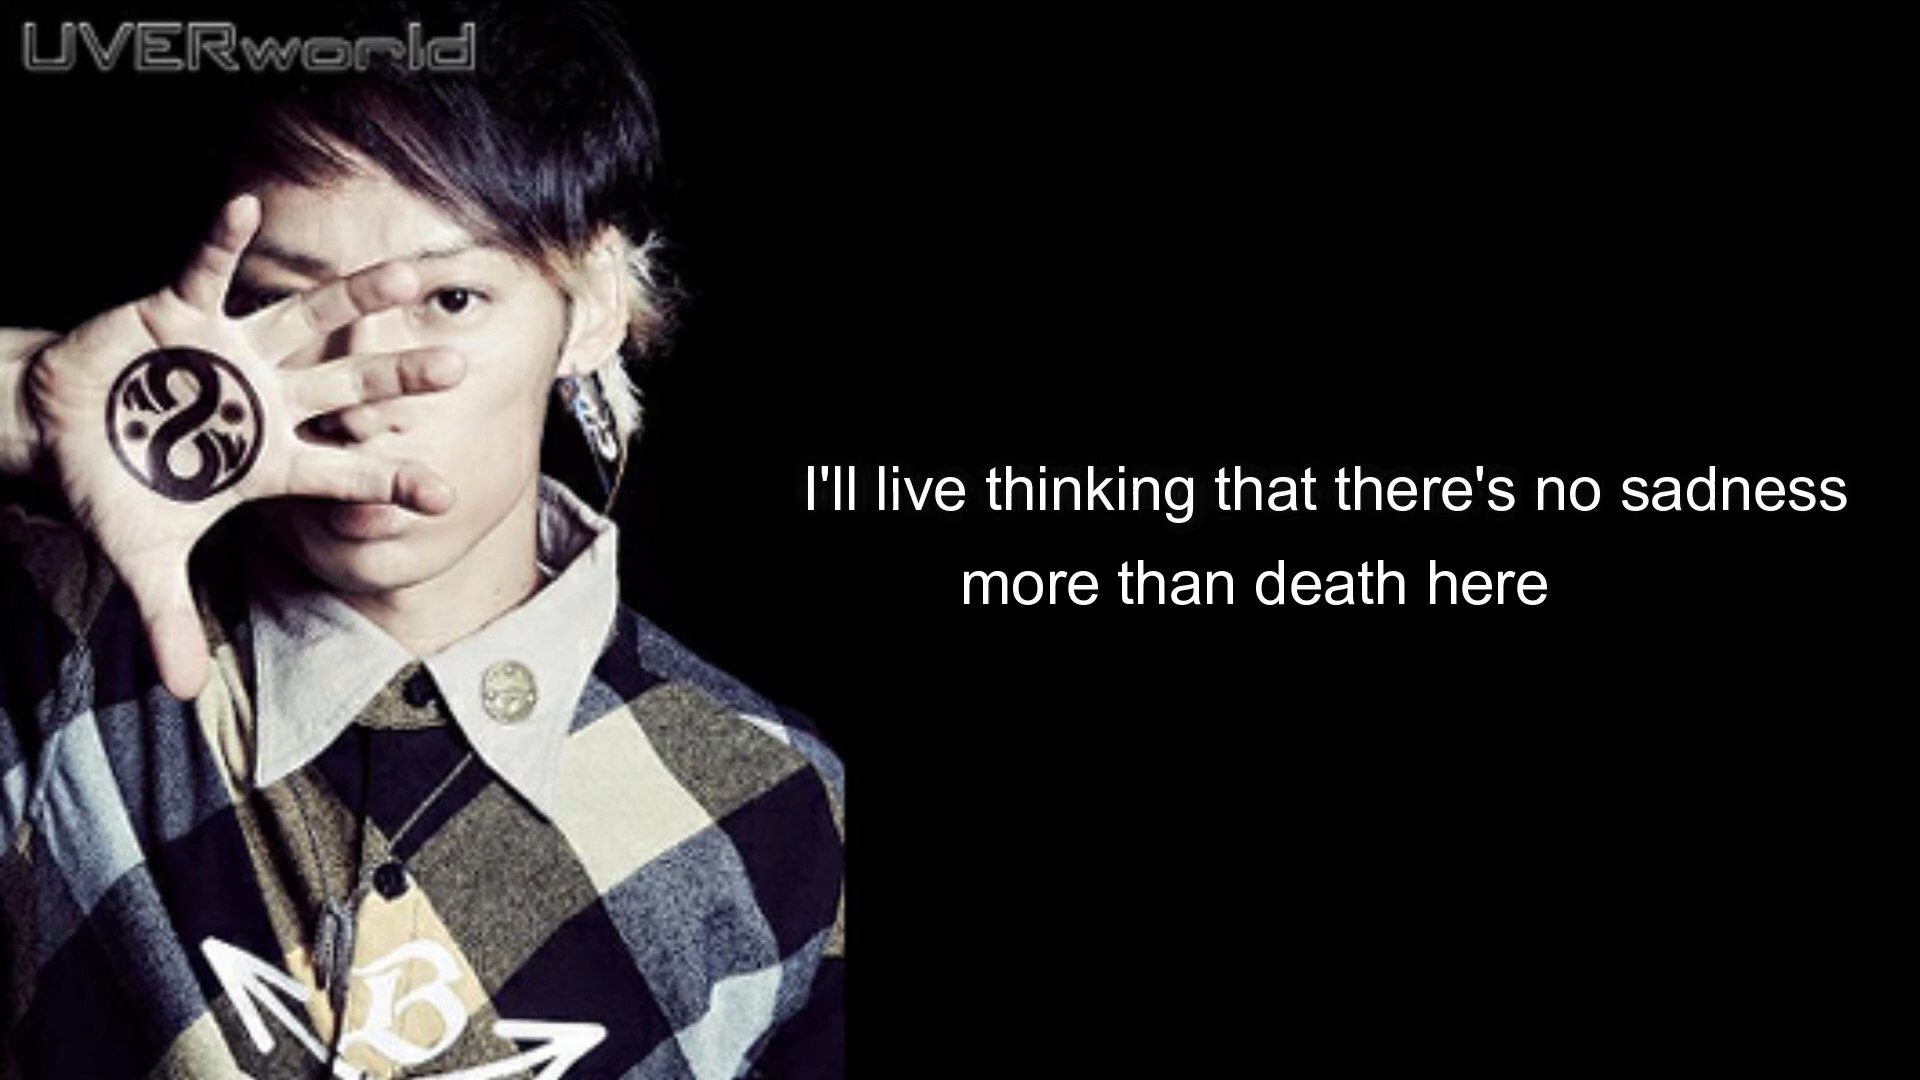 UVERworld
I'll live thinking that there's no sadness
more than death here
B